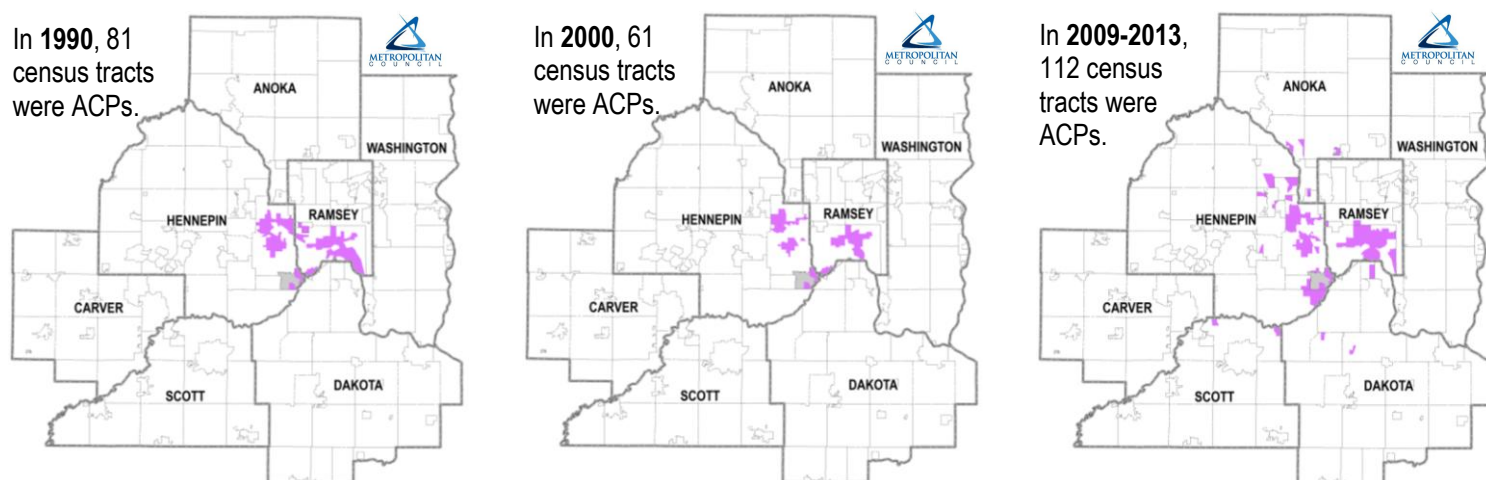 In 1990, 81
census tracts
were ACPs.
METROPOLITAN
COUNCIL
ANOKA
WASHINGTON
HENNEPIN
RAMSEY
CARVER
SCOTT
DAKOTA
In 2000, 61
census tracts
were ACPs.
METROPOLITAN
COUNCIL
ANOKA
WASHINGTON
HENNEPIN
RAMSEY
CARVER
SCOTT
DAKOTA
In 2009-2013,
112 census
tracts were
ACPs.
METROPOLITAN
COUNCIL
ANOKA
WASHINGTON
HENNEPIN
RAMSEY
CARVER
SCOTT
DAKOTA